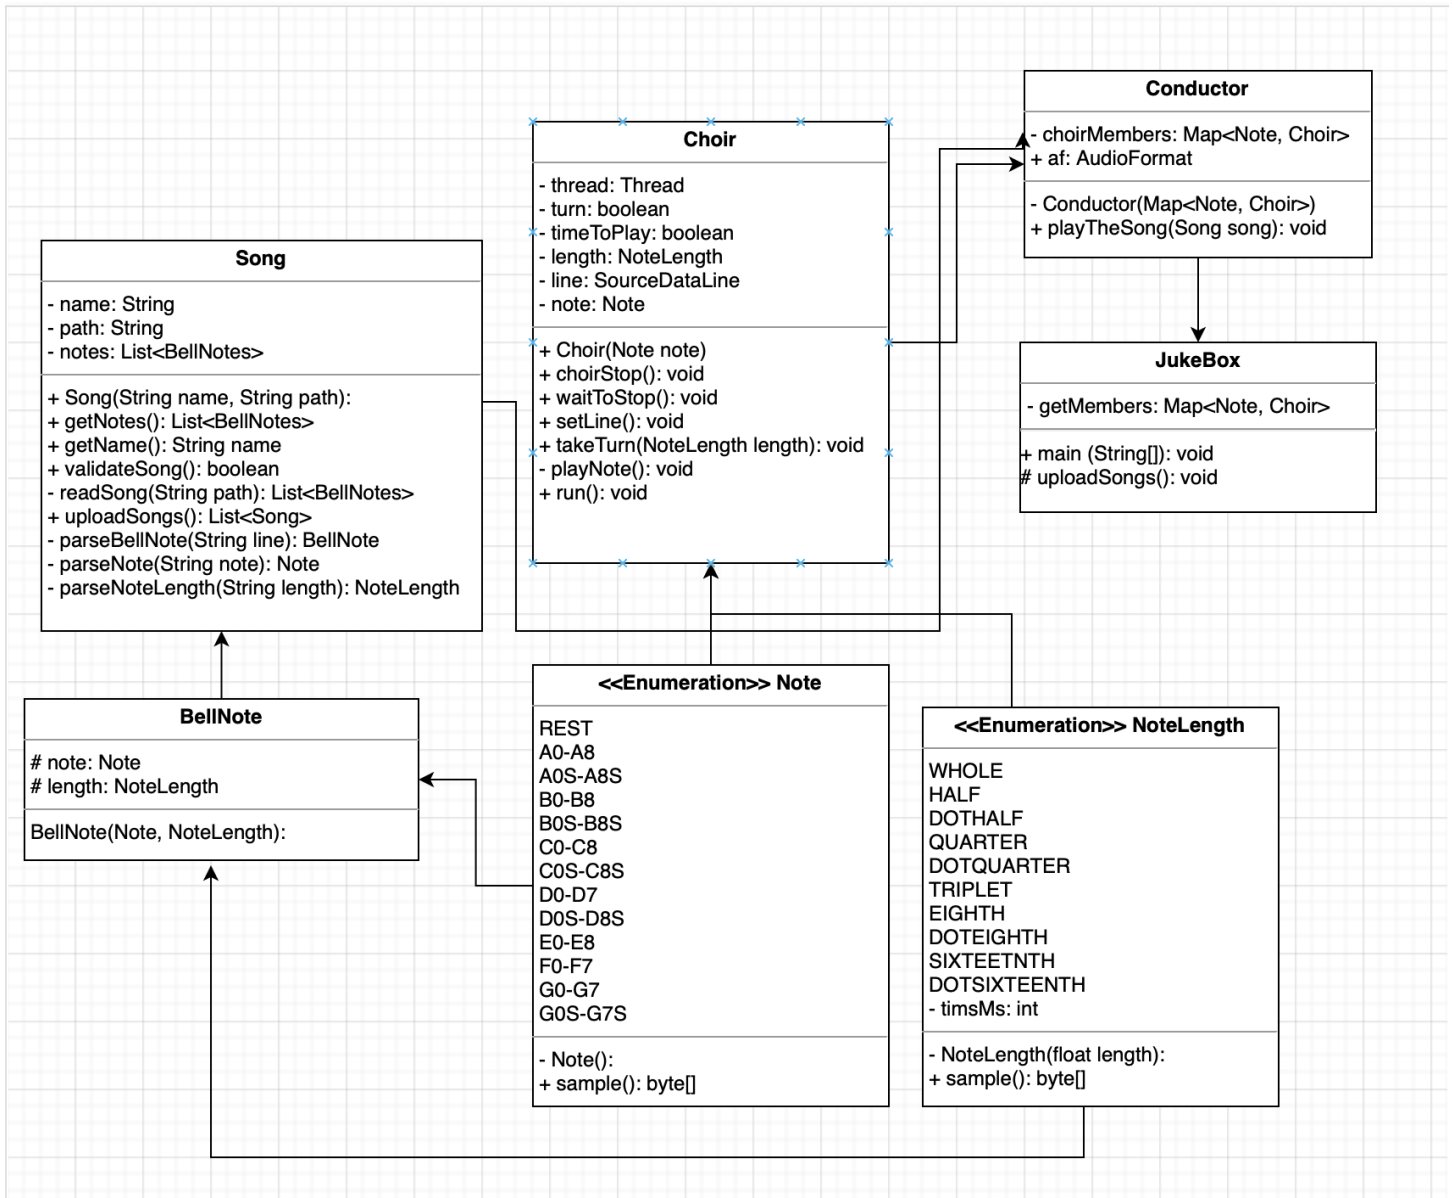 Conductor
- choirMembers: Map<Note, Choir>
+ af: AudioFormat
- Conductor(Map<Note, Choir>)
+ playTheSong(Song song): void
Choir
- thread: Thread
- turn: boolean
- timeToPlay: boolean
- length: NoteLength
- line: SourceDataLine
- note: Note
+ Choir(Note note)
+ choirStop(): void
+ waitToStop(): void
+ setLine(): void
+ takeTurn(NoteLength length): void
- playNote(): void
+ run(): void
Song
- name: String
- path: String
- notes: List<BellNotes>
+ Song(String name, String path):
+ getNotes(): List<BellNotes>
+ getName(): String name
+ validateSong(): boolean
- readSong(String path): List<BellNotes>
+ uploadSongs(): List<Song>
- parseBellNote(String line): BellNote
- parseNote(String note): Note
- parseNoteLength(String length): NoteLength
JukeBox
- getMembers: Map<Note, Choir>
+ main (String[]): void
# uploadSongs(): void
BellNote
# note: Note
# length: NoteLength
BellNote(Note, NoteLength):
<<Enumeration>> Note
REST
A0-A8
A0S-A8S
B0-B8
B0S-B8S
C0-C8
C0S-C8S
D0-D7
D0S-D8S
E0-E8
F0-F7
G0-G7
G0S-G7S
- Note():
+ sample(): byte[]
<<Enumeration>> NoteLength
WHOLE
HALF
DOTHALF
QUARTER
DOTQUARTER
TRIPLET
EIGHTH
DOTEIGHTH
SIXTEETNTH
DOTSIXTEENTH
- timsMs: int
- NoteLength(float length):
+ sample(): byte[]